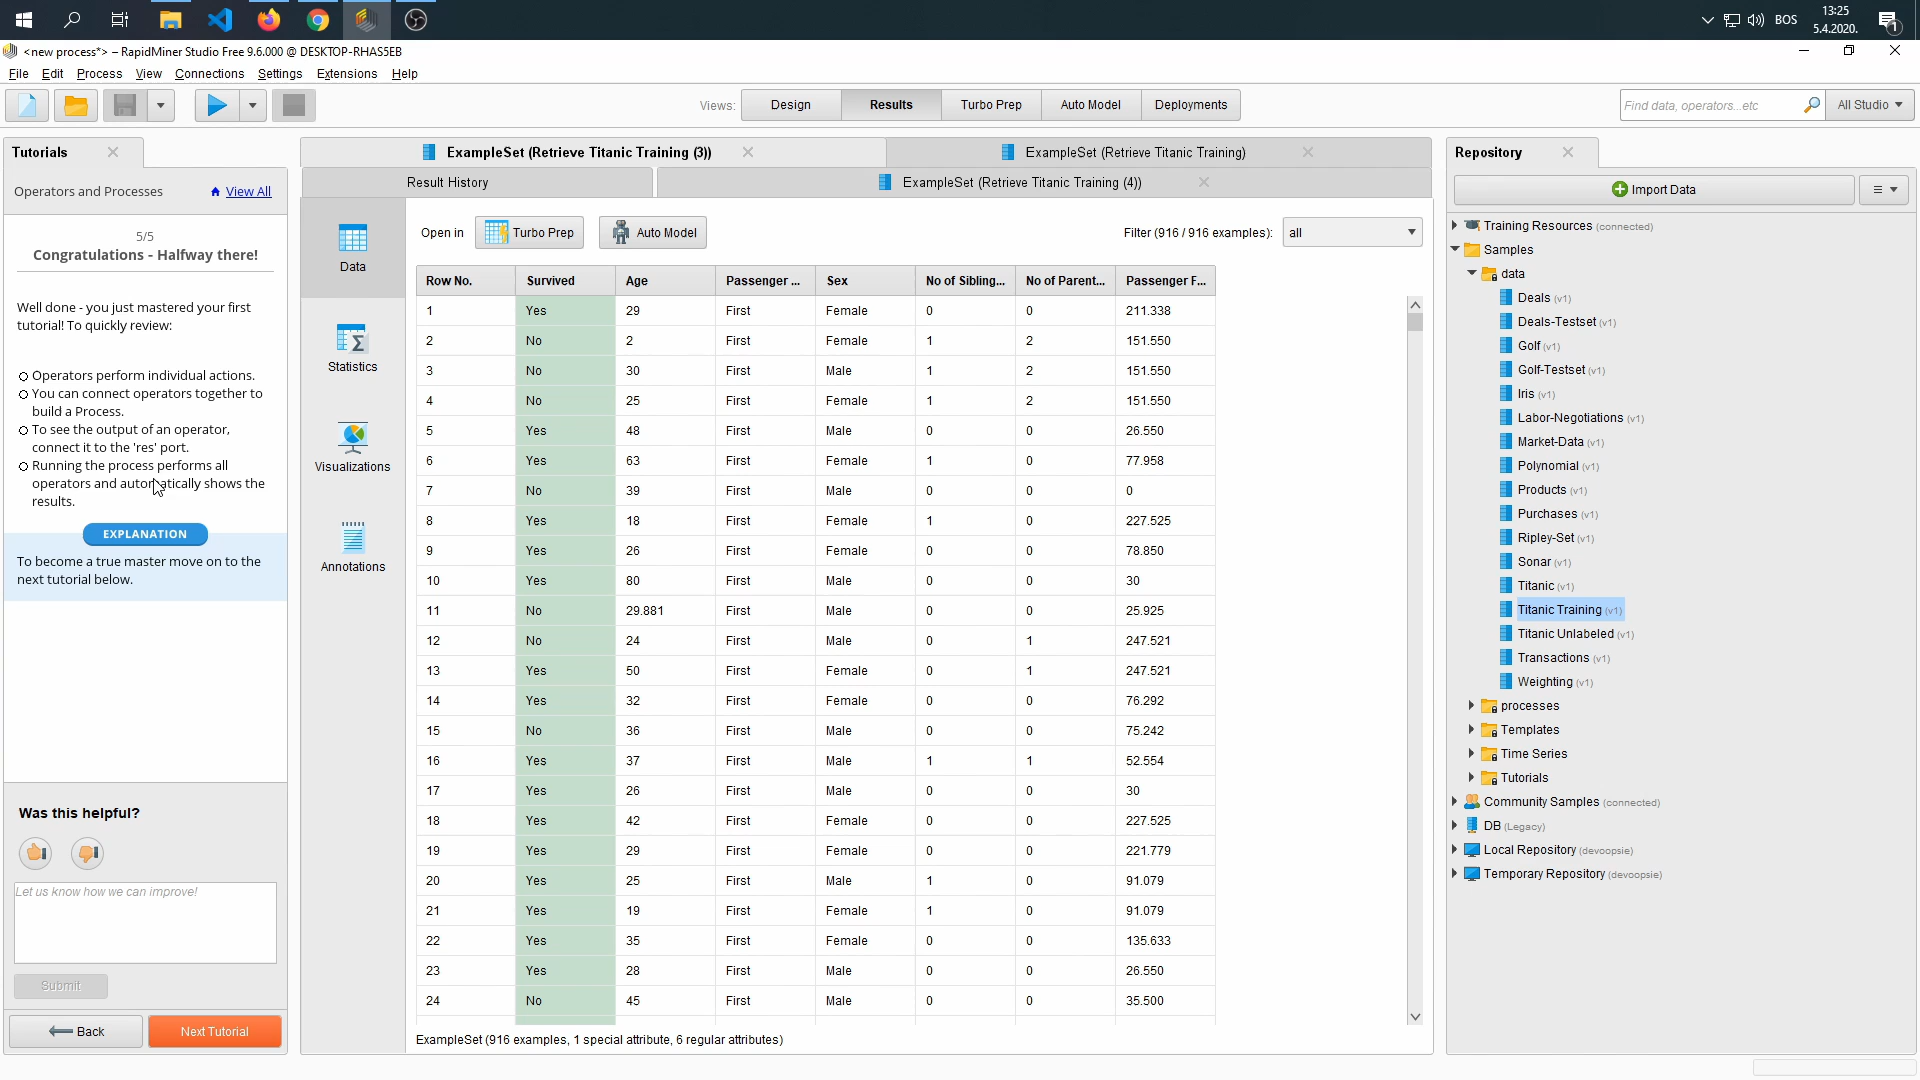 13:25
BOS
5.4.2020.
1
<new process*> – RapidMiner Studio Free 9.6.000 @ DESKTOP-RHAS5EB
File Edit Process View Connections Settings Extensions Help
Views: Design Results Turbo Prep Auto Model Deployments
Find data, operators...etc All Studio
Tutorials
Operators and Processes View All
5/5
Congratulations - Halfway there!
Well done - you just mastered your first
tutorial! To quickly review:
Operators perform individual actions.
You can connect operators together to
build a Process.
To see the output of an operator,
connect it to the 'res' port.
Running the process performs all
operators and automatically shows the
results.
EXPLANATION
To become a true master move on to the
next tutorial below.
Was this helpful?
Let us know how we can improve!
Submit
Back Next Tutorial
ExampleSet (Retrieve Titanic Training (3)) ExampleSet (Retrieve Titanic Training)
Result History ExampleSet (Retrieve Titanic Training (4))
Data
Statistics
Visualizations
Annotations
Open in Turbo Prep Auto Model Filter (916 / 916 examples): all
Row No. Survived Age Passenger ... Sex No of Sibling... No of Parent... Passenger F...
1 Yes 29 First Female 0 0 211.338
2 No 2 First Female 1 2 151.550
3 No 30 First Male 1 2 151.550
4 No 25 First Female 1 2 151.550
5 Yes 48 First Male 0 0 26.550
6 Yes 63 First Female 1 0 77.958
7 No 39 First Male 0 0 0
8 Yes 18 First Female 1 0 227.525
9 Yes 26 First Female 0 0 78.850
10 Yes 80 First Male 0 0 30
11 No 29.881 First Male 0 0 25.925
12 No 24 First Male 0 1 247.521
13 Yes 50 First Female 0 1 247.521
14 Yes 32 First Female 0 0 76.292
15 No 36 First Male 0 0 75.242
16 Yes 37 First Male 1 1 52.554
17 Yes 26 First Male 0 0 30
18 Yes 42 First Female 0 0 227.525
19 Yes 29 First Female 0 0 221.779
20 Yes 25 First Male 1 0 91.079
21 Yes 19 First Female 1 0 91.079
22 Yes 35 First Female 0 0 135.633
23 Yes 28 First Male 0 0 26.550
24 No 45 First Male 0 0 35.500
ExampleSet (916 examples, 1 special attribute, 6 regular attributes)
Repository
Import Data
Training Resources (connected)
Samples
data
Deals (v1)
Deals-Testset (v1)
Golf (v1)
Golf-Testset (v1)
Iris (v1)
Labor-Negotiations (v1)
Market-Data (v1)
Polynomial (v1)
Products (v1)
Purchases (v1)
Ripley-Set (v1)
Sonar (v1)
Titanic (v1)
Titanic Training (v1)
Titanic Unlabeled (v1)
Transactions (v1)
Weighting (v1)
processes
Templates
Time Series
Tutorials
Community Samples (connected)
DB (Legacy)
Local Repository (devoopsie)
Temporary Repository (devoopsie)